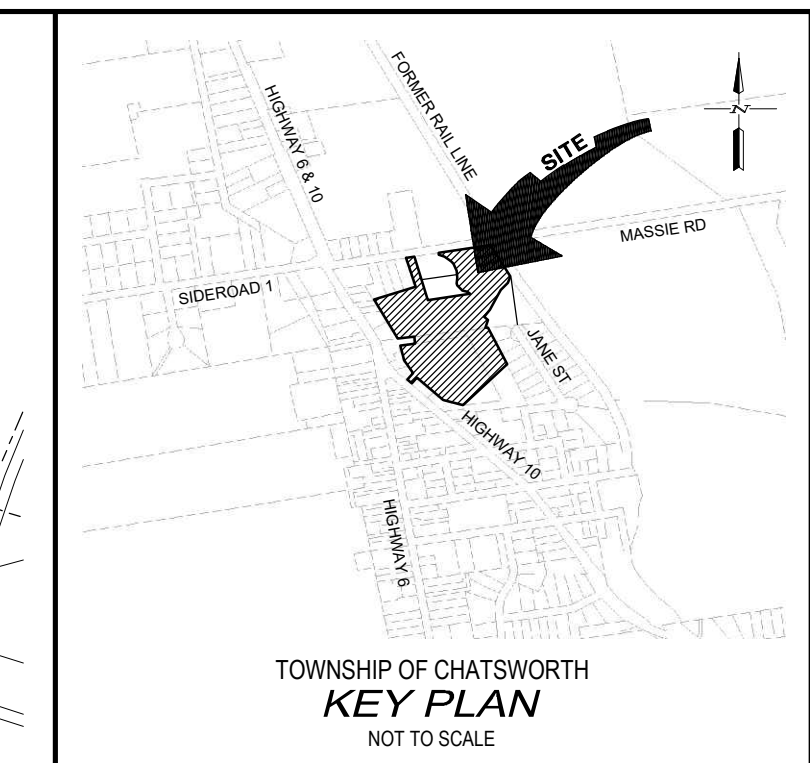 HIGHWAY 6 & 10
FORMER RAIL LINE
SITE
N
MASSIE RD
SIDEROAD 1
JANE ST
HIGHWAY 10
HIGHWAY 6
TOWNSHIP OF CHATSWORTH
KEY PLAN
NOT TO SCALE